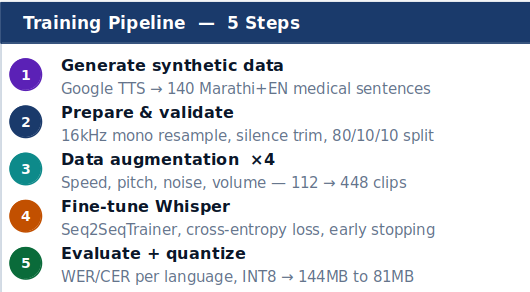 Training Pipeline — 5 Steps
1 Generate synthetic data
Google TTS → 140 Marathi+EN medical sentences
2 Prepare & validate
16kHz mono resample, silence trim, 80/10/10 split
3 Data augmentation ×4
Speed, pitch, noise, volume — 112 → 448 clips
4 Fine-tune Whisper
Seq2SeqTrainer, cross-entropy loss, early stopping
5 Evaluate + quantize
WER/CER per language, INT8 → 144MB to 81MB